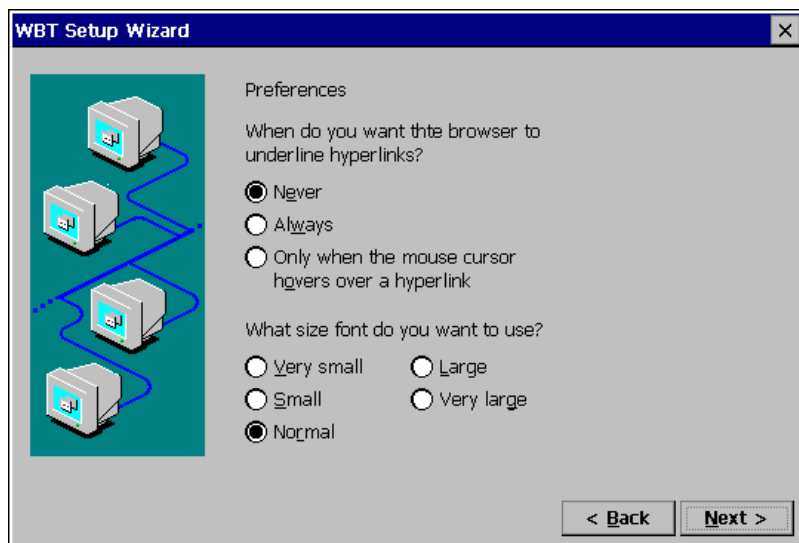 WBT Setup Wizard
Preferences
When do you want thte browser to
underline hyperlinks?
Never
Always
Only when the mouse cursor
hovers over a hyperlink
What size font do you want to use?
Very small
Large
Small
Very large
Normal
< Back
Next >